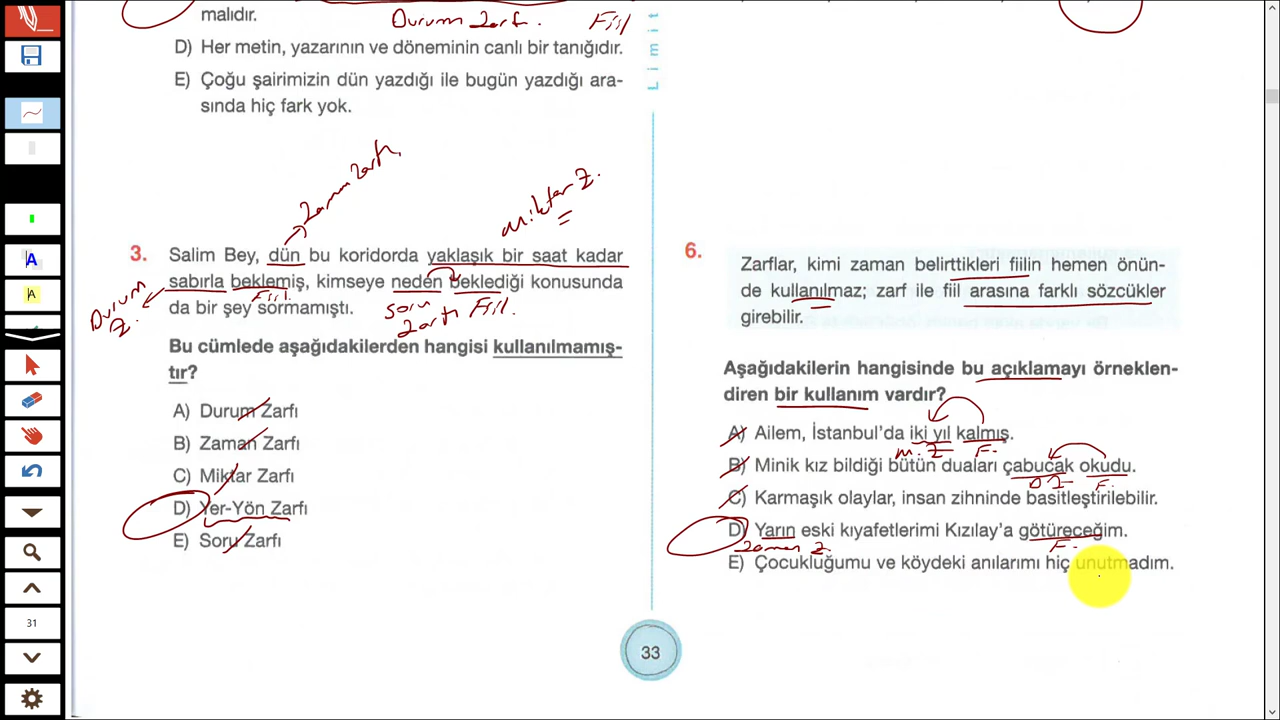 malıdır.
Durum Zarfı. Fiil
D) Her metin, yazarının ve döneminin canlı bir tanığıdır.
E) Çoğu şairimizin dün yazdığı ile bugün yazdığı ara-
sında hiç fark yok.
Limit
Zaman Zarfı
Miktar Z.
3. Salim Bey, dün bu koridorda yaklaşık bir saat kadar
sabırla beklemiş, kimseye neden beklediği konusunda
Durum Z.
Fiil
soru Zarfı Fiil.
da bir şey sormamıştı.
Bu cümlede aşağıdakilerden hangisi kullanılmamış-
tır?
A) Durum Zarfı
B) Zaman Zarfı
C) Miktar Zarfı
D) Yer-Yön Zarfı
E) Soru Zarfı
6. Zarflar, kimi zaman belirttikleri fiilin hemen önün-
de kullanılmaz; zarf ile fiil arasına farklı sözcükler
girebilir.
Aşağıdakilerin hangisinde bu açıklamayı örneklen-
diren bir kullanım vardır?
A) Ailem, İstanbul'da iki yıl kalmış.
M. Z F.
B) Minik kız bildiği bütün duaları çabucak okudu.
D Z F.
C) Karmaşık olaylar, insan zihninde basitleştirilebilir.
D) Yarın eski kıyafetlerimi Kızılay'a götüreceğim.
Zaman Z F.
E) Çocukluğumu ve köydeki anılarımı hiç unutmadım.
33
A
A
31